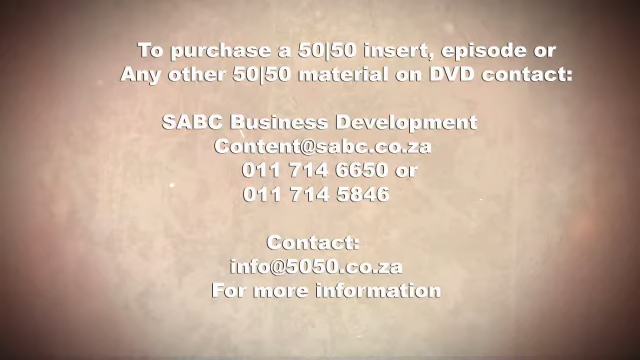 To purchase a 50|50 insert, episode or
Any other 50|50 material on DVD contact:
SABC Business Development
Content@sabc.co.za
011 714 6650 or
011 714 5846
Contact:
info@5050.co.za
For more information